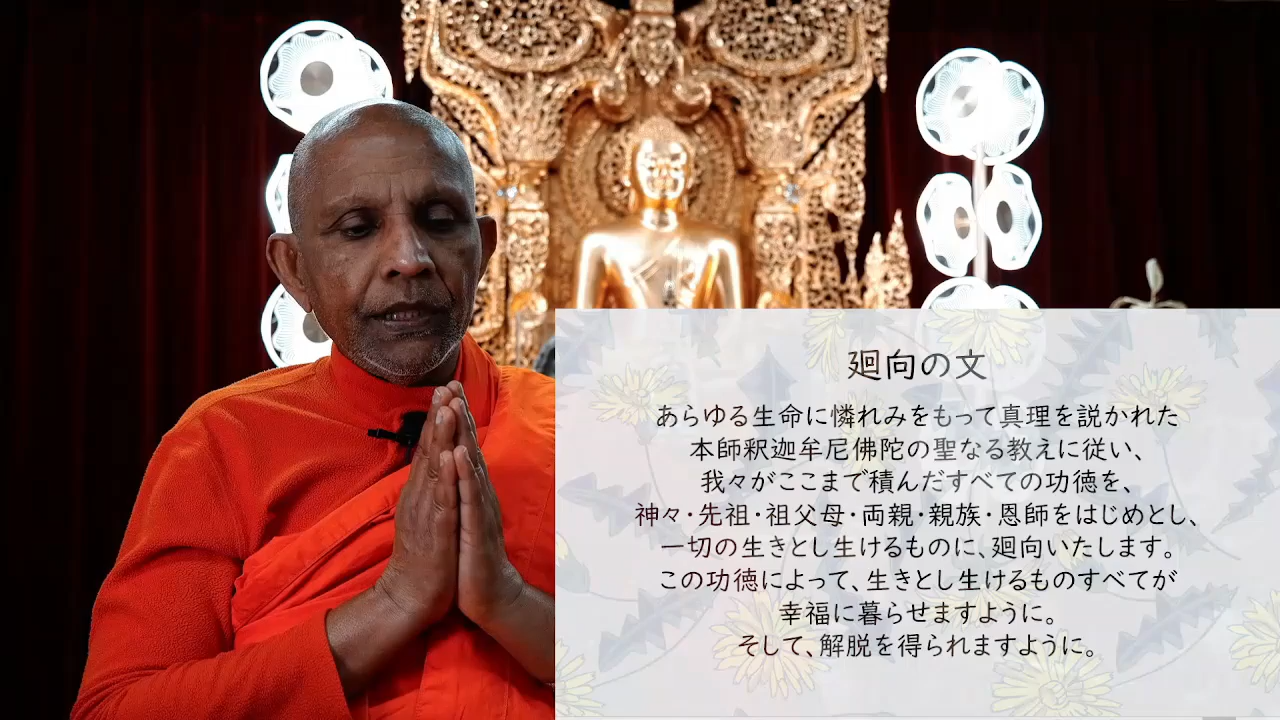 廻向の文
あらゆる生命に憐れみをもって真理を説かれた
本師釈迦牟尼佛陀の聖なる教えに従い、
我々がここまで積んだすべての功徳を、
神々・先祖・祖父母・両親・親族・恩師をはじめとし、
一切の生きとし生けるものに、廻向いたします。
この功徳によって、生きとし生けるものすべてが
幸福に暮らせますように。
そして、解脱を得られますように。